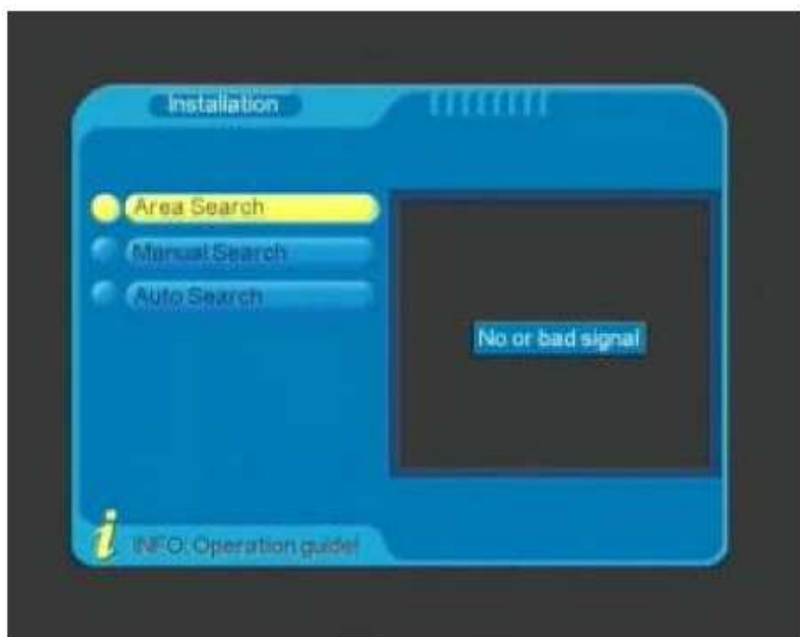 Installation
Area Search
Manual Search
Auto Search
No or bad signal
INFO: Operation guide!